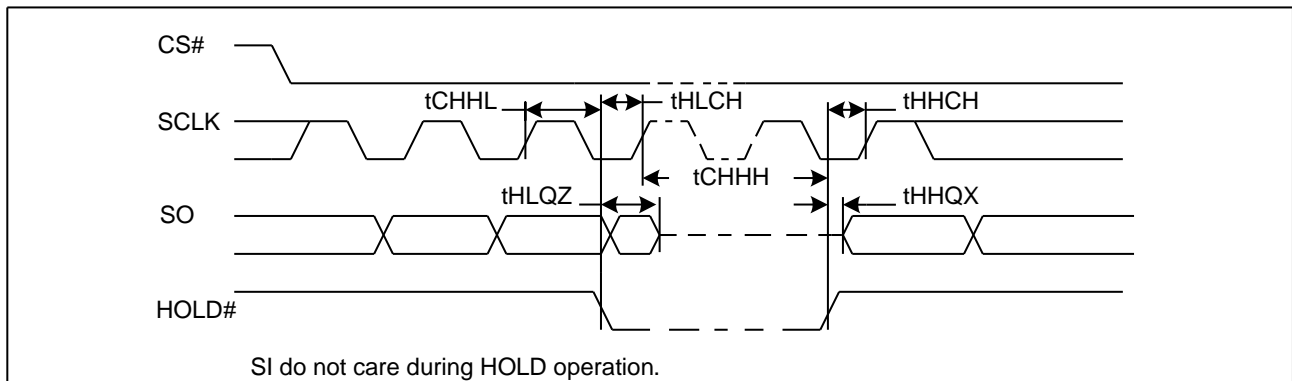 CS#
tCHHL
tHLCH
tHHCH
SCLK
tCHHH
tHLQZ
tHHQX
SO
HOLD#
SI do not care during HOLD operation.